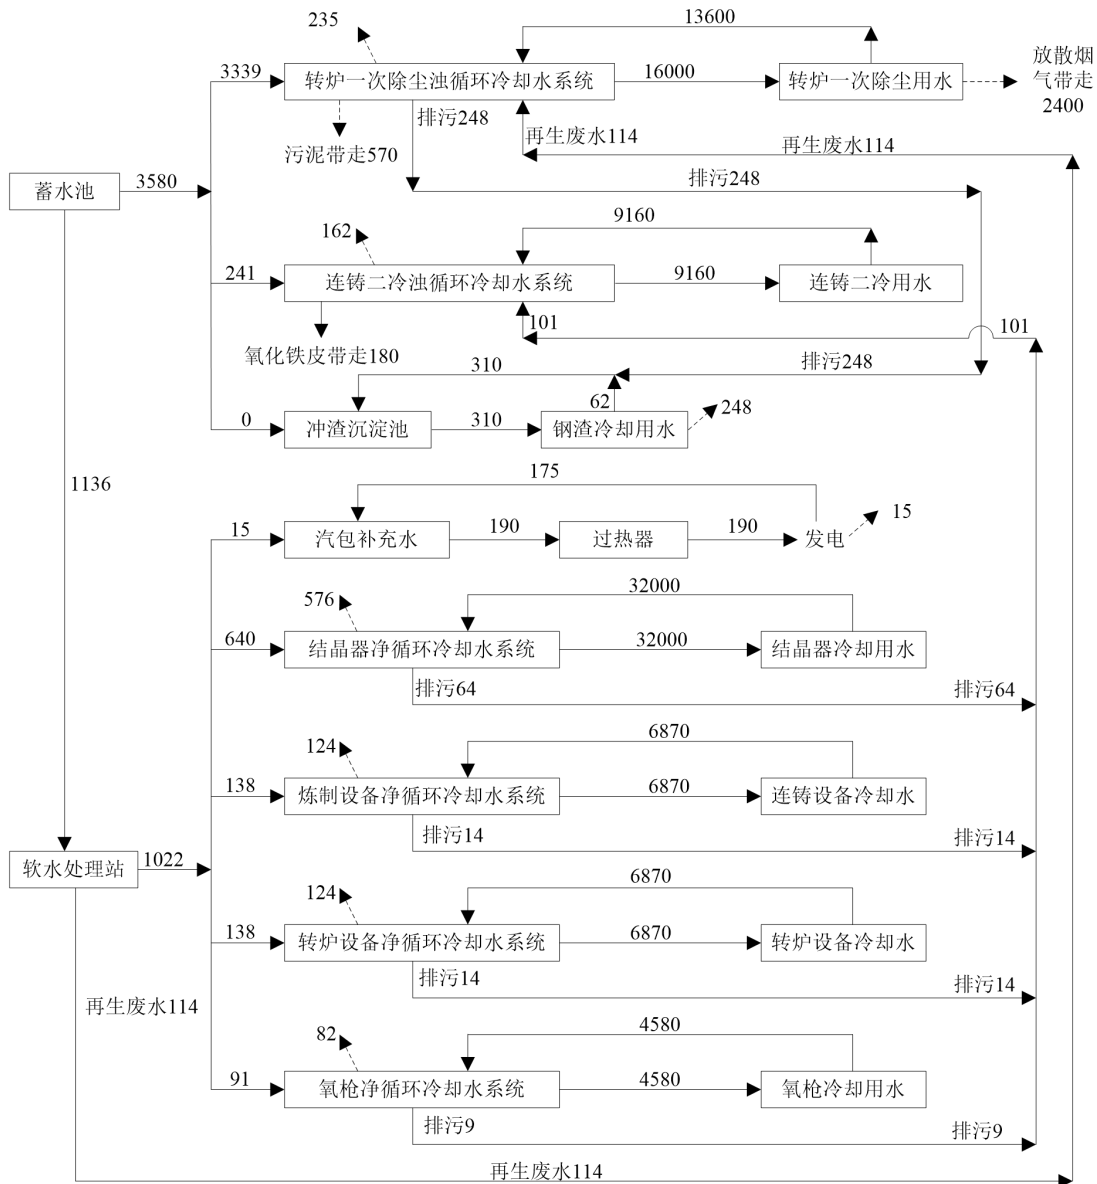 235
13600
3339
转炉一次除尘浊循环冷却水系统
16000
转炉一次除尘用水
放散烟
气带走
2400
排污248
再生废水114
再生废水114
污泥带走570
蓄水池
3580
排污248
162
9160
241
连铸二冷浊循环冷却水系统
9160
连铸二冷用水
101
101
氧化铁皮带走180
310
排污248
62
248
0
冲渣沉淀池
310
钢渣冷却用水
1136
175
15
15
汽包补充水
190
过热器
190
发电
576
32000
640
结晶器净循环冷却水系统
32000
结晶器冷却用水
排污64
排污64
124
6870
138
炼制设备净循环冷却水系统
6870
连铸设备冷却水
排污14
排污14
软水处理站
1022
124
6870
138
转炉设备净循环冷却水系统
6870
转炉设备冷却水
排污14
排污14
再生废水114
82
4580
91
氧枪净循环冷却水系统
4580
氧枪冷却用水
排污9
排污9
再生废水114